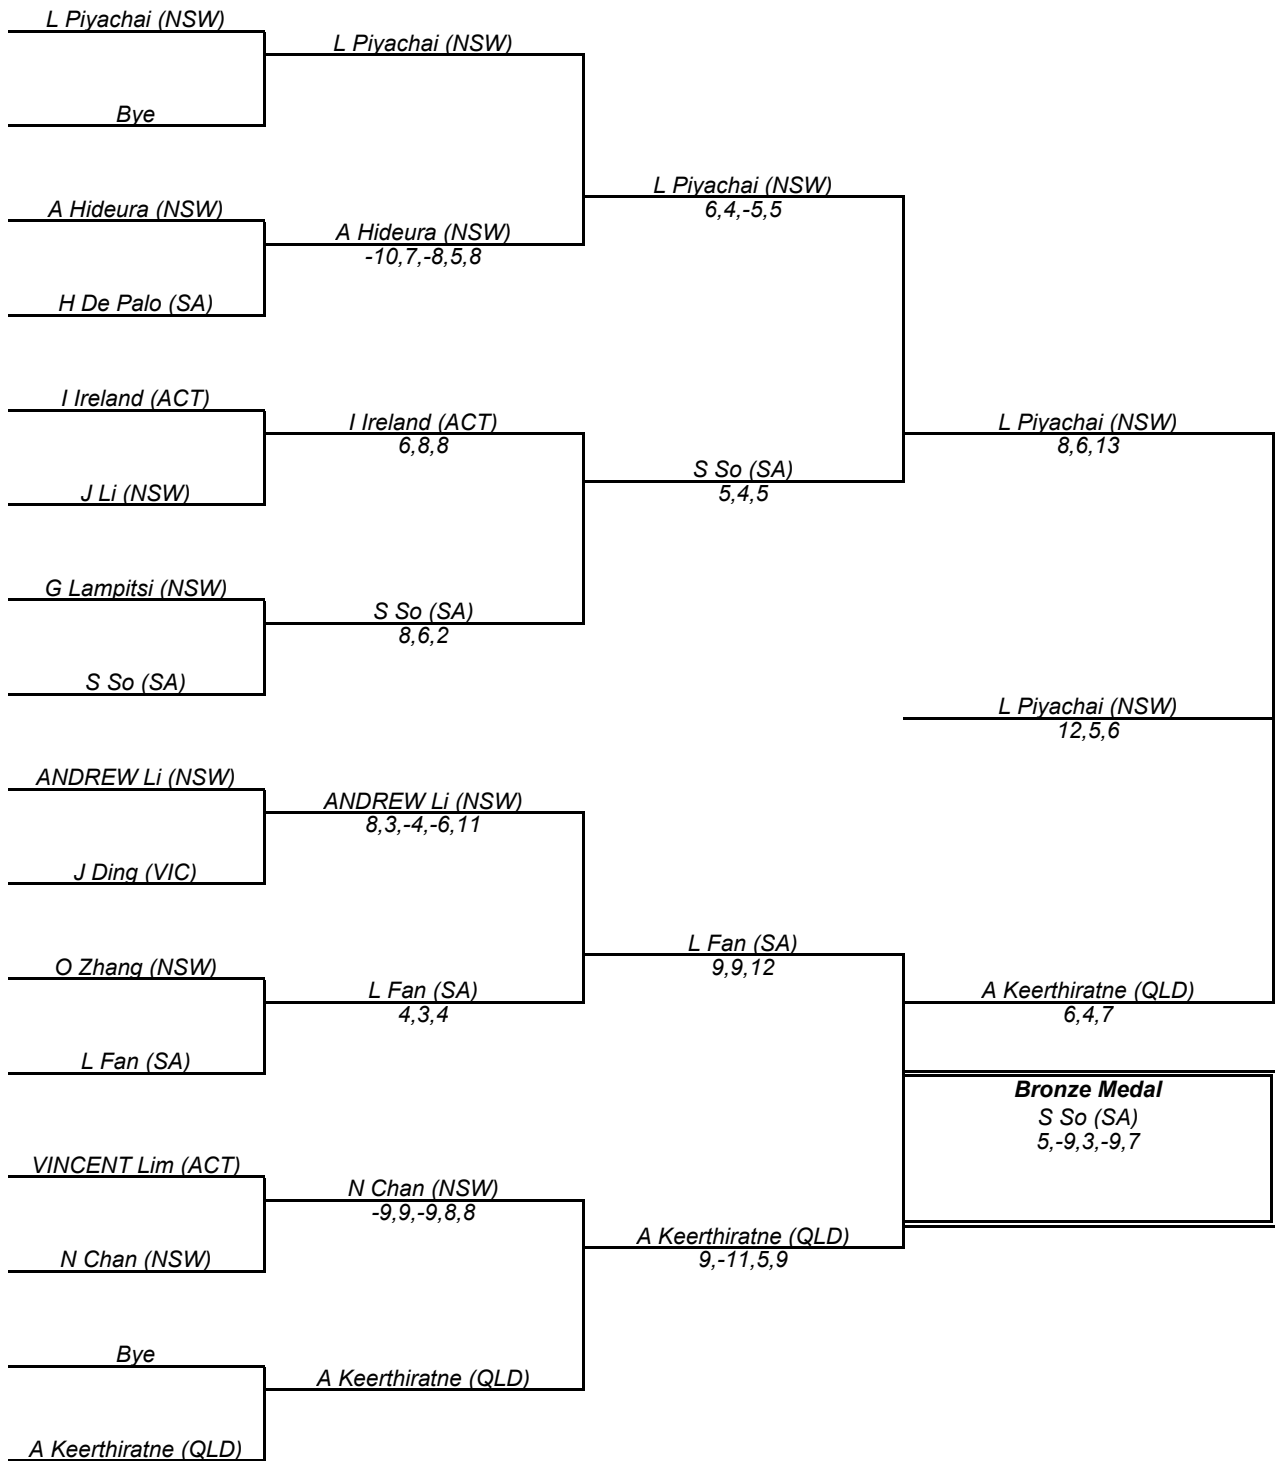 L Piyachai (NSW)
L Piyachai (NSW)
Bye
L Piyachai (NSW)
6,4,-5,5
A Hideura (NSW)
A Hideura (NSW)
-10,7,-8,5,8
H De Palo (SA)
I Ireland (ACT)
I Ireland (ACT)
6,8,8
L Piyachai (NSW)
8,6,13
S So (SA)
5,4,5
J Li (NSW)
G Lampitsi (NSW)
S So (SA)
8,6,2
S So (SA)
L Piyachai (NSW)
12,5,6
ANDREW Li (NSW)
ANDREW Li (NSW)
8,3,-4,-6,11
J Ding (VIC)
L Fan (SA)
9,9,12
O Zhang (NSW)
L Fan (SA)
4,3,4
A Keerthiratne (QLD)
6,4,7
L Fan (SA)
Bronze Medal
S So (SA)
5,-9,3,-9,7
VINCENT Lim (ACT)
N Chan (NSW)
-9,9,-9,8,8
A Keerthiratne (QLD)
9,-11,5,9
N Chan (NSW)
Bye
A Keerthiratne (QLD)
A Keerthiratne (QLD)